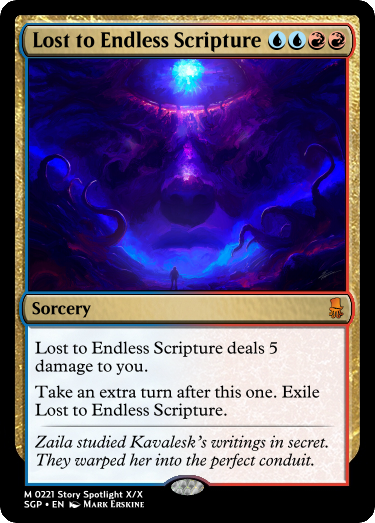 Lost to Endless Scripture
Sorcery
Lost to Endless Scripture deals 5
damage to you.
Take an extra turn after this one. Exile
Lost to Endless Scripture.
Zaila studied Kavalesk's writings in secret.
They warped her into the perfect conduit.
M 0221 Story Spotlight X/X
SGP • EN Mark Erskine